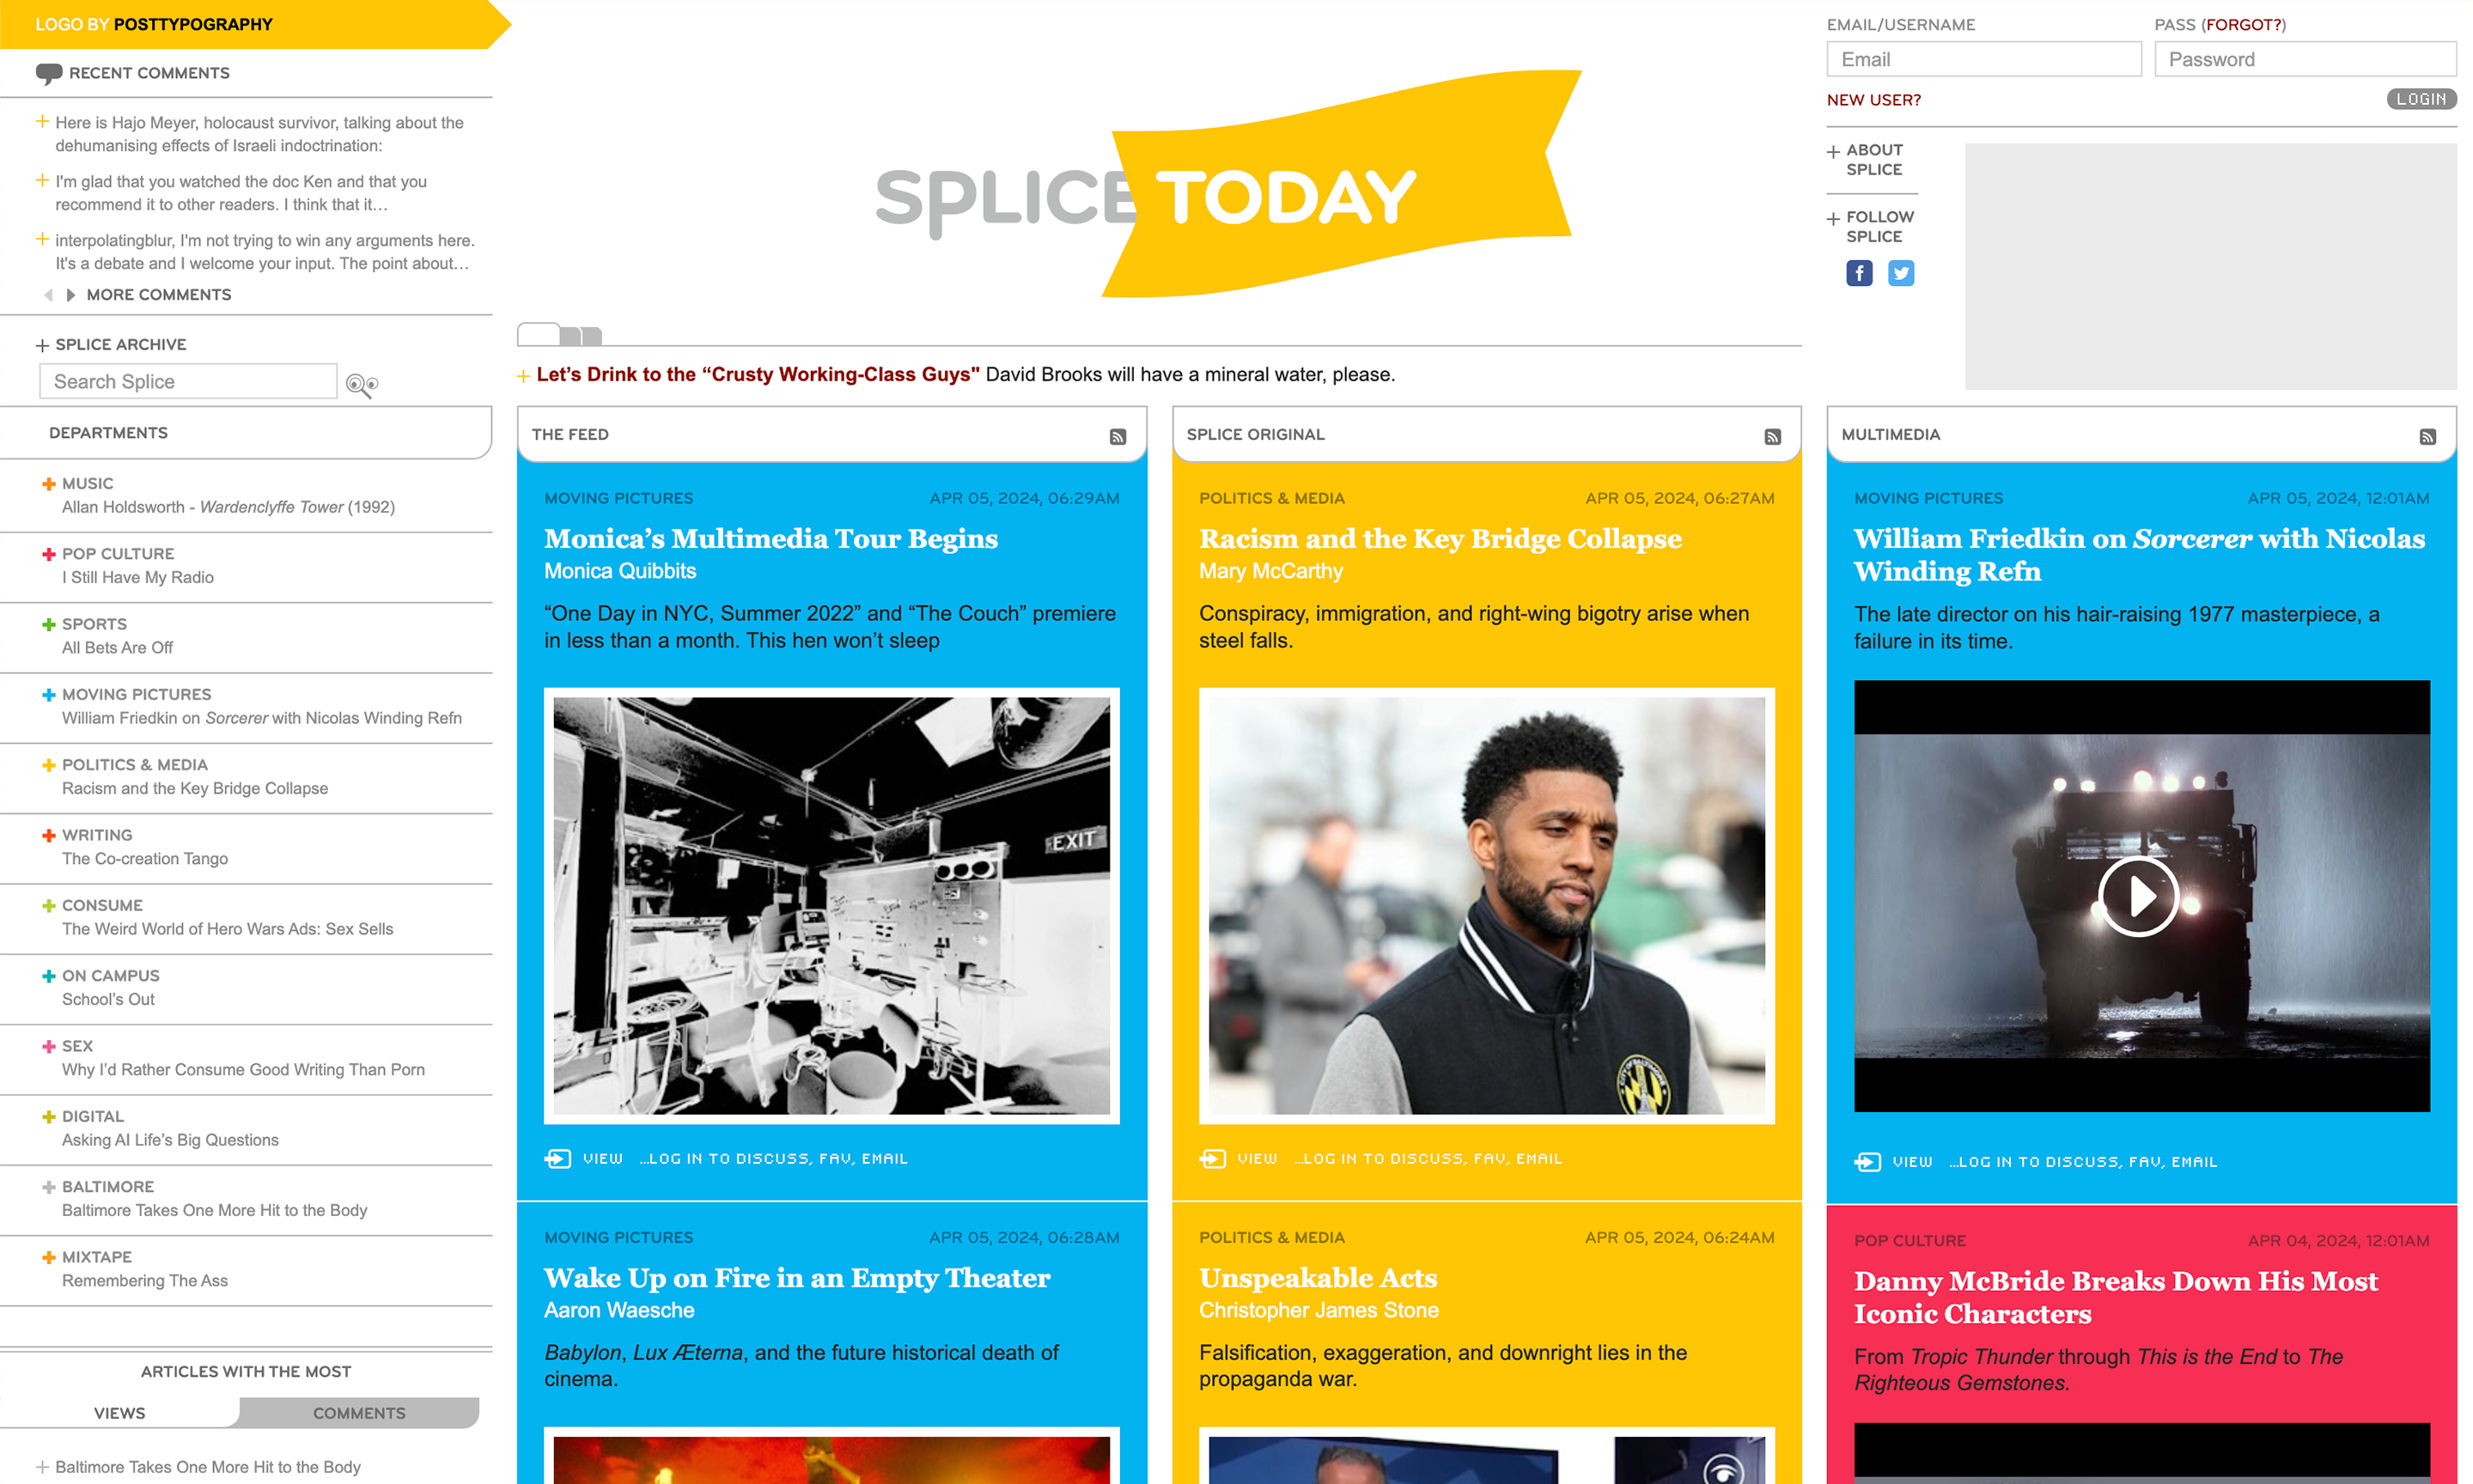 LOGO BY POSTTYPOGRAPHY
RECENT COMMENTS
Here is Hajo Meyer, holocaust survivor, talking about the
dehumanising effects of Israeli indoctrination:
I'm glad that you watched the doc Ken and that you
recommend it to other readers. I think that it…
interpolatingblur, I'm not trying to win any arguments here.
It's a debate and I welcome your input. The point about…
MORE COMMENTS
SPLICE ARCHIVE
Search Splice
DEPARTMENTS
MUSIC
Allan Holdsworth - Wardenclyffe Tower (1992)
POP CULTURE
I Still Have My Radio
SPORTS
All Bets Are Off
MOVING PICTURES
William Friedkin on Sorcerer with Nicolas Winding Refn
POLITICS & MEDIA
Racism and the Key Bridge Collapse
WRITING
The Co-creation Tango
CONSUME
The Weird World of Hero Wars Ads: Sex Sells
ON CAMPUS
School’s Out
SEX
Why I’d Rather Consume Good Writing Than Porn
DIGITAL
Asking AI Life’s Big Questions
BALTIMORE
Baltimore Takes One More Hit to the Body
MIXTAPE
Remembering The Ass
ARTICLES WITH THE MOST
VIEWS COMMENTS
Baltimore Takes One More Hit to the Body
SPLICE TODAY
Let’s Drink to the “Crusty Working-Class Guys" David Brooks will have a mineral water, please.
EMAIL/USERNAME PASS (FORGOT?)
Email Password
NEW USER? LOGIN
ABOUT
SPLICE
FOLLOW
SPLICE
THE FEED
MOVING PICTURES APR 05, 2024, 06:29AM
Monica’s Multimedia Tour Begins
Monica Quibbits
“One Day in NYC, Summer 2022” and “The Couch” premiere
in less than a month. This hen won’t sleep
EXIT
VIEW ...LOG IN TO DISCUSS, FAV, EMAIL
MOVING PICTURES APR 05, 2024, 06:28AM
Wake Up on Fire in an Empty Theater
Aaron Waesche
Babylon, Lux Æterna, and the future historical death of
cinema.
SPLICE ORIGINAL
POLITICS & MEDIA APR 05, 2024, 06:27AM
Racism and the Key Bridge Collapse
Mary McCarthy
Conspiracy, immigration, and right-wing bigotry arise when
steel falls.
VIEW ...LOG IN TO DISCUSS, FAV, EMAIL
POLITICS & MEDIA APR 05, 2024, 06:24AM
Unspeakable Acts
Christopher James Stone
Falsification, exaggeration, and downright lies in the
propaganda war.
MULTIMEDIA
MOVING PICTURES APR 05, 2024, 12:01AM
William Friedkin on Sorcerer with Nicolas
Winding Refn
The late director on his hair-raising 1977 masterpiece, a
failure in its time.
VIEW ...LOG IN TO DISCUSS, FAV, EMAIL
POP CULTURE APR 04, 2024, 12:01AM
Danny McBride Breaks Down His Most
Iconic Characters
From Tropic Thunder through This is the End to The
Righteous Gemstones.